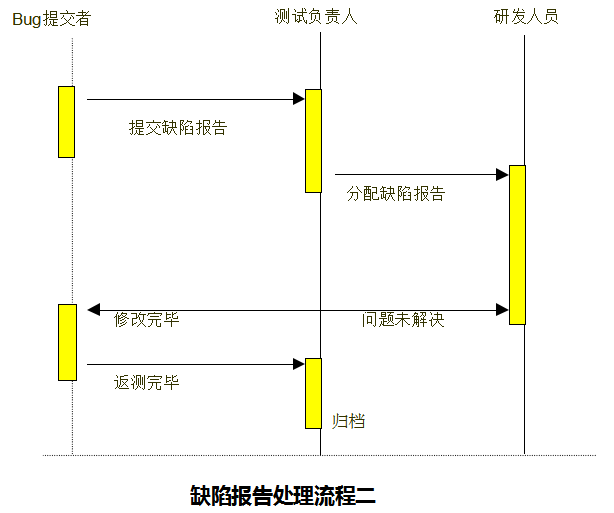 Bug提交者
测试负责人
研发人员
提交缺陷报告
分配缺陷报告
修改完毕
问题未解决
返测完毕
归档
缺陷报告处理流程二